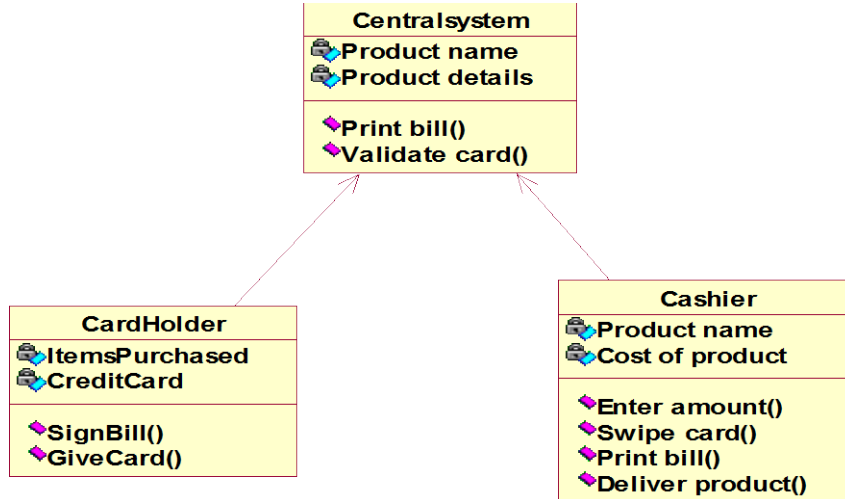 Centralsystem
Product name
Product details
Print bill()
Validate card()
CardHolder
ItemsPurchased
CreditCard
SignBill()
GiveCard()
Cashier
Product name
Cost of product
Enter amount()
Swipe card()
Print bill()
Deliver product()